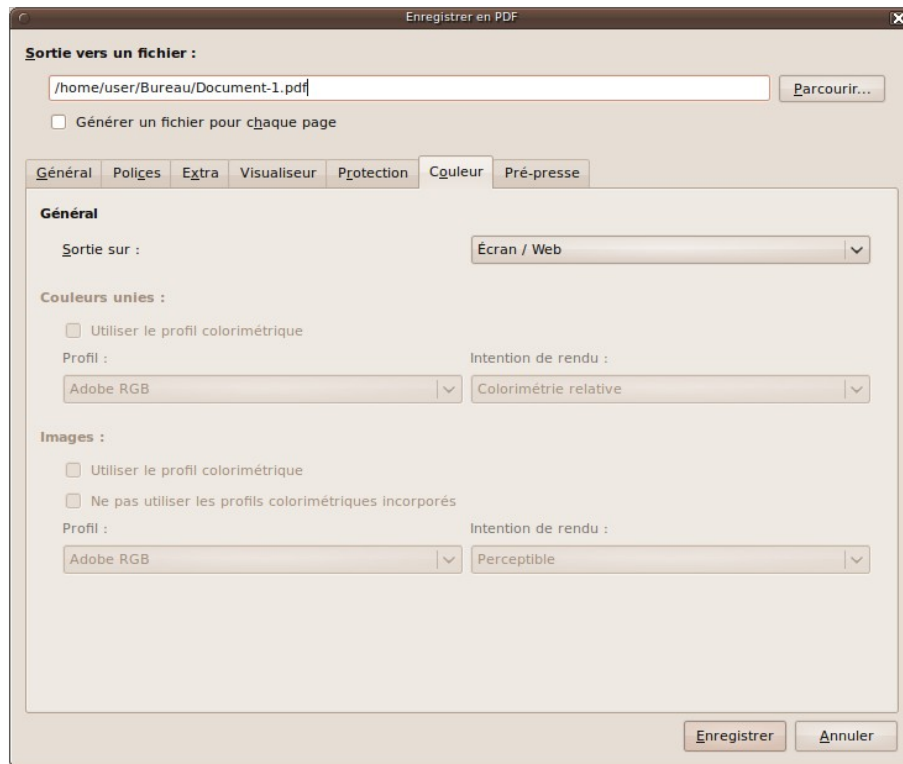 Enregistrer en PDF
Sortie vers un fichier :
/home/user/Bureau/Document-1.pdf Parcourir...
Générer un fichier pour chaque page
Général Polices Extra Visualiseur Protection Couleur Pré-presse
Général
Sortie sur : Écran / Web
Couleurs unies :
Utiliser le profil colorimétrique
Profil : Intention de rendu :
Adobe RGB Colorimétrie relative
Images :
Utiliser le profil colorimétrique
Ne pas utiliser les profils colorimétriques incorporés
Profil : Intention de rendu :
Adobe RGB Perceptible
Enregistrer Annuler